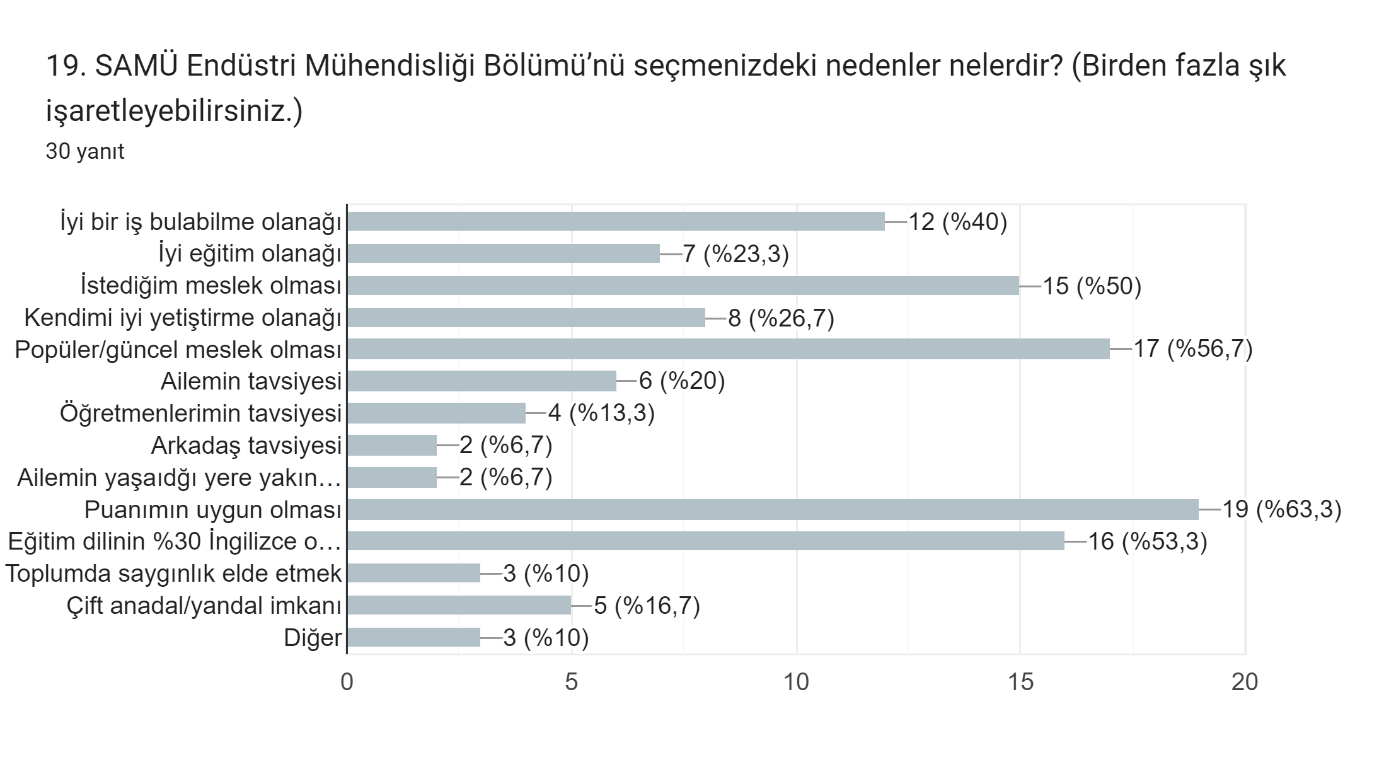 19. SAMÜ Endüstri Mühendisliği Bölümü’nü seçmenizdeki nedenler nelerdir? (Birden fazla şık
işaretleyebilirsiniz.)
30 yanıt
İyi bir iş bulabilme olanağı 12 (%40)
İyi eğitim olanağı 7 (%23,3)
İstediğim meslek olması 15 (%50)
Kendimi iyi yetiştirme olanağı 8 (%26,7)
Popüler/güncel meslek olması 17 (%56,7)
Ailemin tavsiyesi 6 (%20)
Öğretmenlerimin tavsiyesi 4 (%13,3)
Arkadaş tavsiyesi 2 (%6,7)
Ailemin yaşaıdğı yere yakın… 2 (%6,7)
Puanımın uygun olması 19 (%63,3)
Eğitim dilinin %30 İngilizce o… 16 (%53,3)
Toplumda saygınlık elde etmek 3 (%10)
Çift anadal/yandal imkanı 5 (%16,7)
Diğer 3 (%10)
0 5 10 15 20